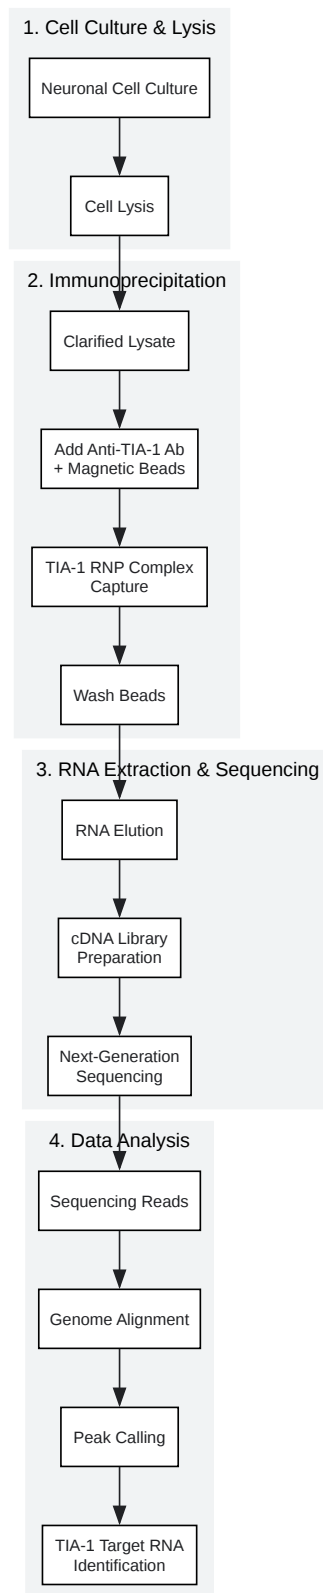 1. Cell Culture & Lysis
Neuronal Cell Culture
Cell Lysis
2. Immunoprecipitation
Clarified Lysate
Add Anti-TIA-1 Ab
+ Magnetic Beads
TIA-1 RNP Complex
Capture
Wash Beads
3. RNA Extraction & Sequencing
RNA Elution
cDNA Library
Preparation
Next-Generation
Sequencing
4. Data Analysis
Sequencing Reads
Genome Alignment
Peak Calling
TIA-1 Target RNA
Identification